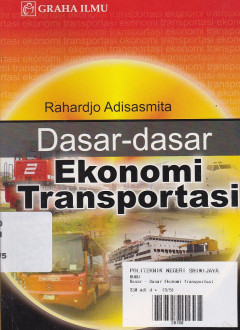 GRAHA ILMU
Rahardjo Adisasmita
Dasar-dasar
Ekonomi
Transportasi
POLITEKNIK NEGERI SRIWIJAYA
Dasar - Dasar Ekonomi Transportasi